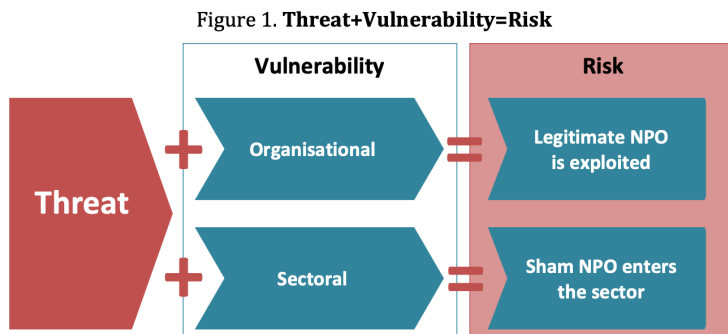 Figure 1. Threat+Vulnerability=Risk
Vulnerability
Risk
Threat
+
Organisational
=
Legitimate NPO
is exploited
+
Sectoral
=
Sham NPO enters
the sector